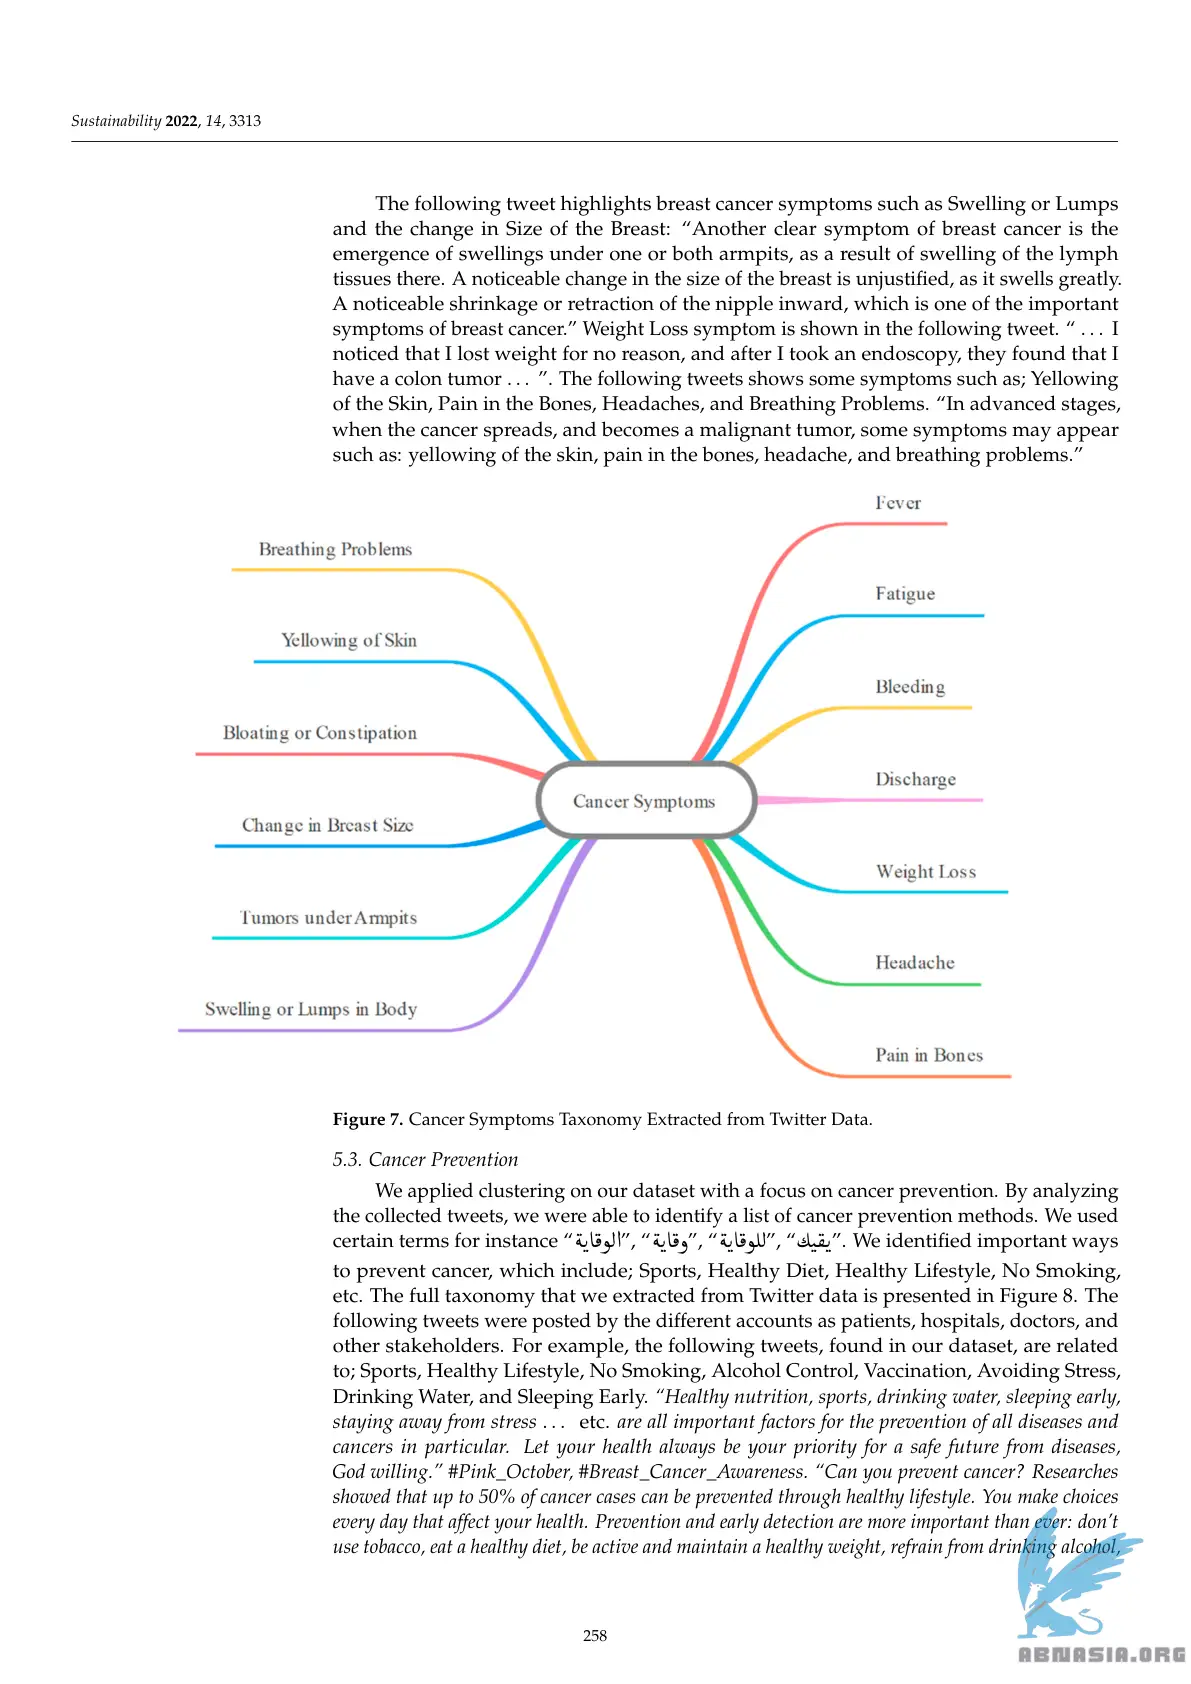 Sustainability 2022, 14, 3313
The following tweet highlights breast cancer symptoms such as Swelling or Lumps
and the change in Size of the Breast: “Another clear symptom of breast cancer is the
emergence of swellings under one or both armpits, as a result of swelling of the lymph
tissues there. A noticeable change in the size of the breast is unjustified, as it swells greatly.
A noticeable shrinkage or retraction of the nipple inward, which is one of the important
symptoms of breast cancer.” Weight Loss symptom is shown in the following tweet. “ . . . I
noticed that I lost weight for no reason, and after I took an endoscopy, they found that I
have a colon tumor . . . ”. The following tweets shows some symptoms such as; Yellowing
of the Skin, Pain in the Bones, Headaches, and Breathing Problems. “In advanced stages,
when the cancer spreads, and becomes a malignant tumor, some symptoms may appear
such as: yellowing of the skin, pain in the bones, headache, and breathing problems.”
Breathing Problems
Yellowing of Skin
Bloating or Constipation
Change in Breast Size
Tumors under Armpits
Swelling or Lumps in Body
Cancer Symptoms
Fever
Fatigue
Bleeding
Discharge
Weight Loss
Headache
Pain in Bones
Figure 7. Cancer Symptoms Taxonomy Extracted from Twitter Data.
5.3. Cancer Prevention
We applied clustering on our dataset with a focus on cancer prevention. By analyzing
the collected tweets, we were able to identify a list of cancer prevention methods. We used
certain terms for instance “الوقاية”, “وقاية”, “للوقاية”, “يقيك”. We identified important ways
to prevent cancer, which include; Sports, Healthy Diet, Healthy Lifestyle, No Smoking,
etc. The full taxonomy that we extracted from Twitter data is presented in Figure 8. The
following tweets were posted by the different accounts as patients, hospitals, doctors, and
other stakeholders. For example, the following tweets, found in our dataset, are related
to; Sports, Healthy Lifestyle, No Smoking, Alcohol Control, Vaccination, Avoiding Stress,
Drinking Water, and Sleeping Early. “Healthy nutrition, sports, drinking water, sleeping early,
staying away from stress . . . etc. are all important factors for the prevention of all diseases and
cancers in particular. Let your health always be your priority for a safe future from diseases,
God willing.” #Pink_October, #Breast_Cancer_Awareness. “Can you prevent cancer? Researches
showed that up to 50% of cancer cases can be prevented through healthy lifestyle. You make choices
every day that affect your health. Prevention and early detection are more important than ever: don’t
use tobacco, eat a healthy diet, be active and maintain a healthy weight, refrain from drinking alcohol,
258
ABNASIA.ORG